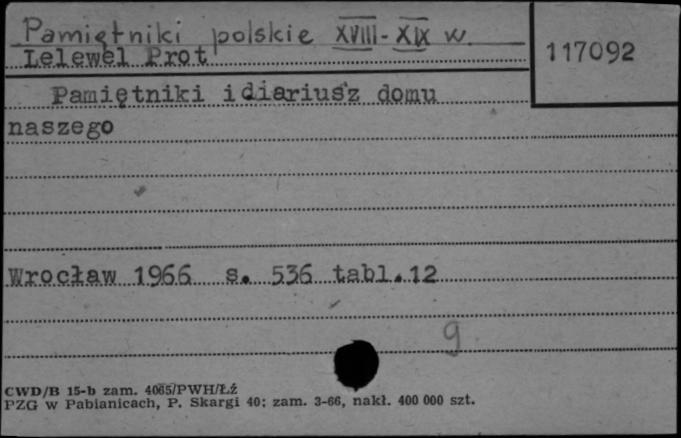 Pamiętniki polskie XVIII-XIX w
117092
Lelewel Prot
Pamiętniki i diariusz domu
naszego
Wrocław 1966 s. 536 tabl.12
9
CWD/B 15-b zam. 4065/PWH/Łź
PZG w Pabianicach, P. Skargi 40; zam. 3-66, nakł. 400 000 szt.